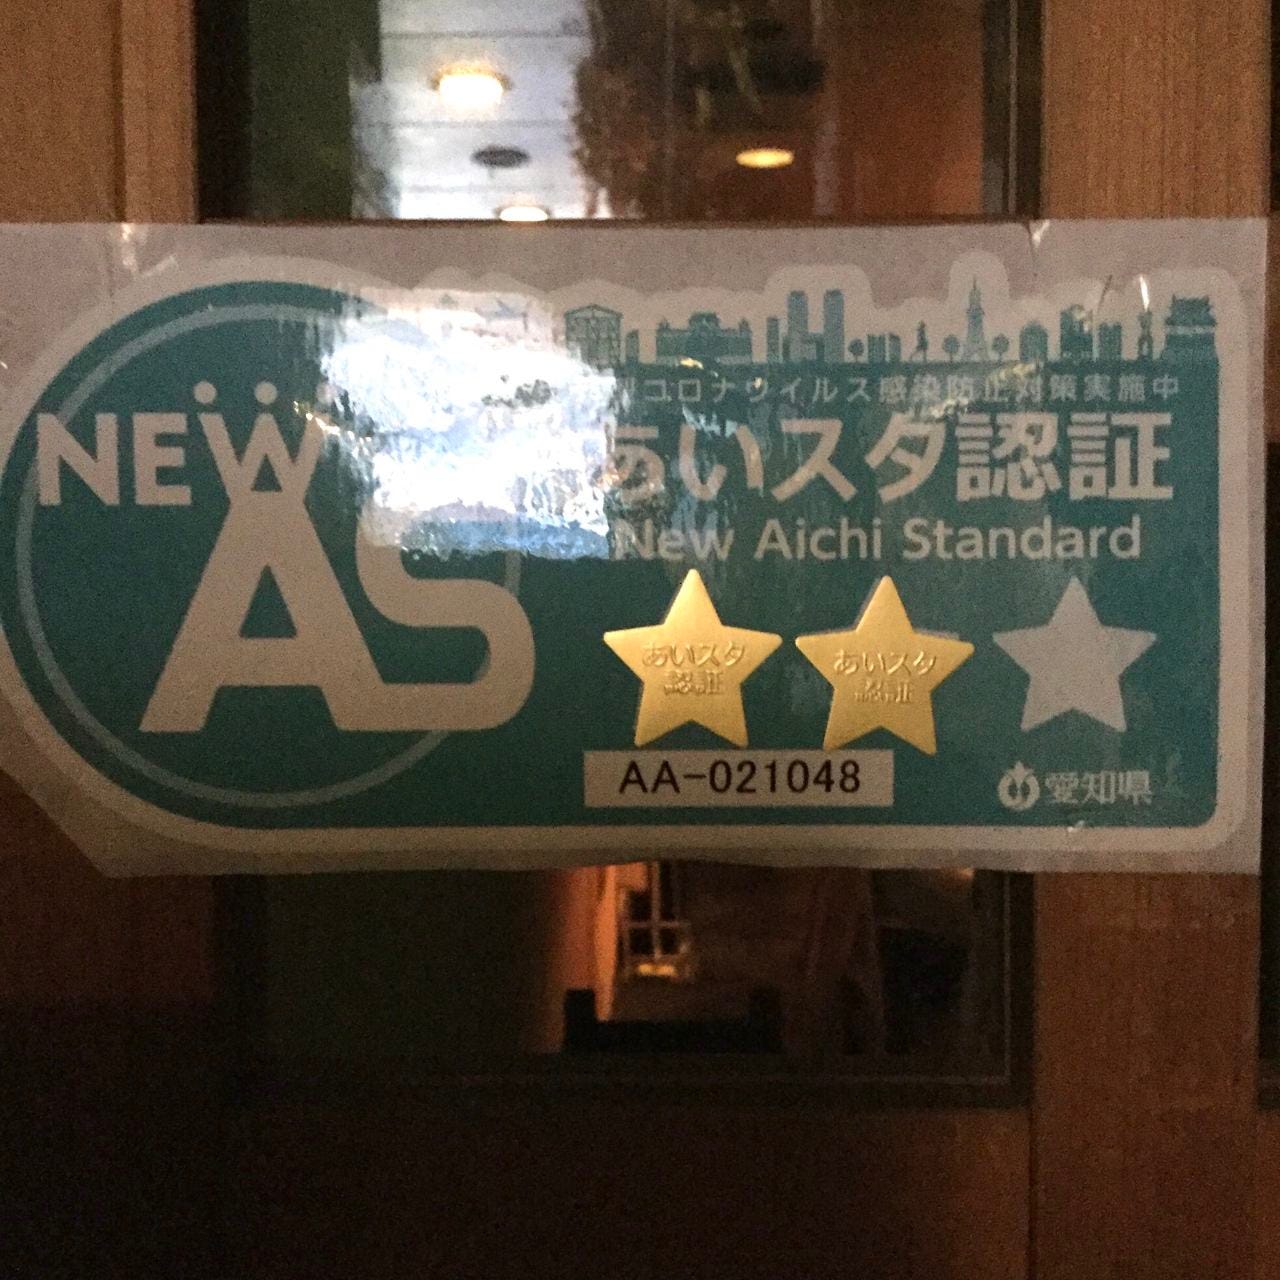 NEW
AS
コロナウイルス感染防止対策実施中
あいスタ認証
New Aichi Standard
あいスタ
認証
あいスタ
認証
AA-021048
愛知県